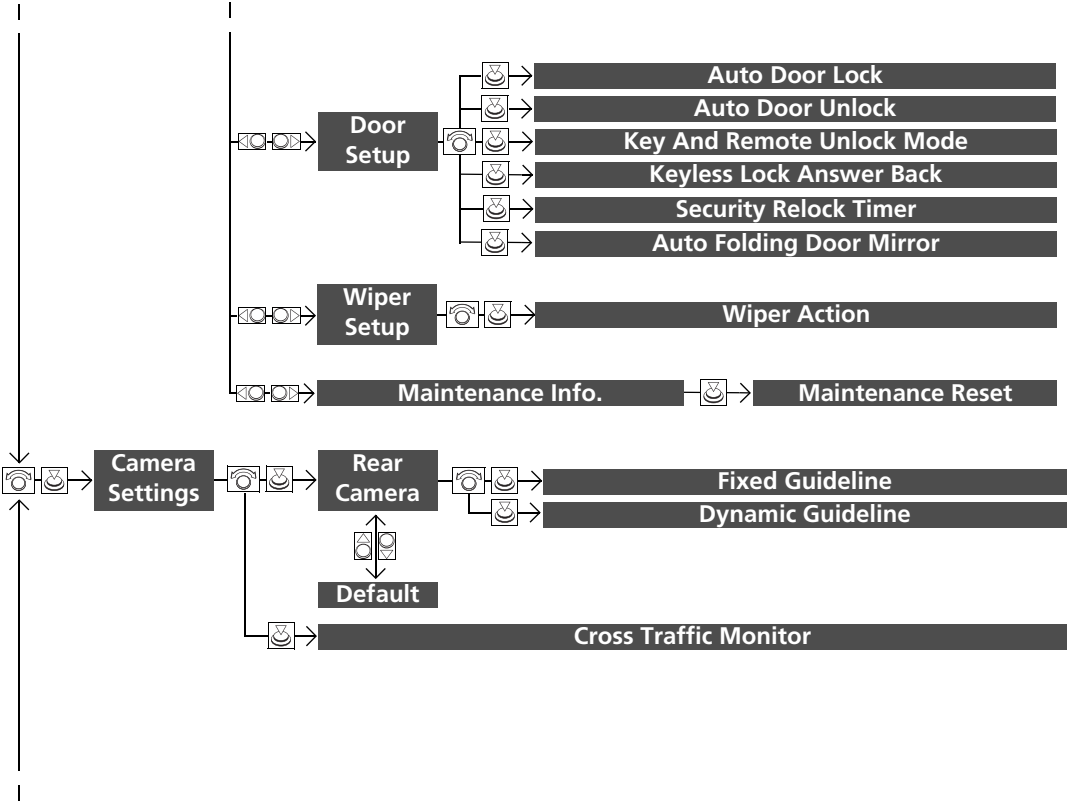 Door
Setup
Auto Door Lock
Auto Door Unlock
Key And Remote Unlock Mode
Keyless Lock Answer Back
Security Relock Timer
Auto Folding Door Mirror
Wiper
Setup
Wiper Action
Maintenance Info.
Maintenance Reset
Camera
Settings
Rear
Camera
Fixed Guideline
Dynamic Guideline
Default
Cross Traffic Monitor